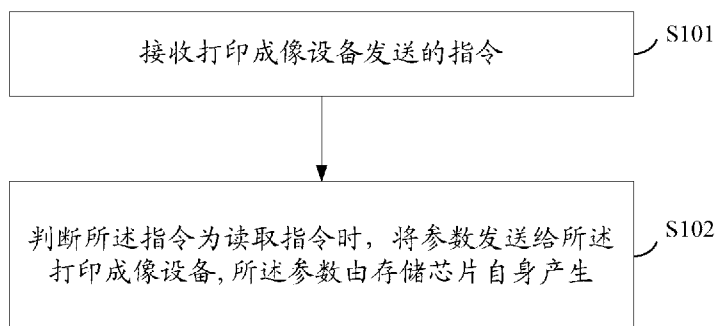 接收打印成像设备发送的指令
S101
判断所述指令为读取指令时，将参数发送给所述
打印成像设备,所述参数由存储芯片自身产生
S102